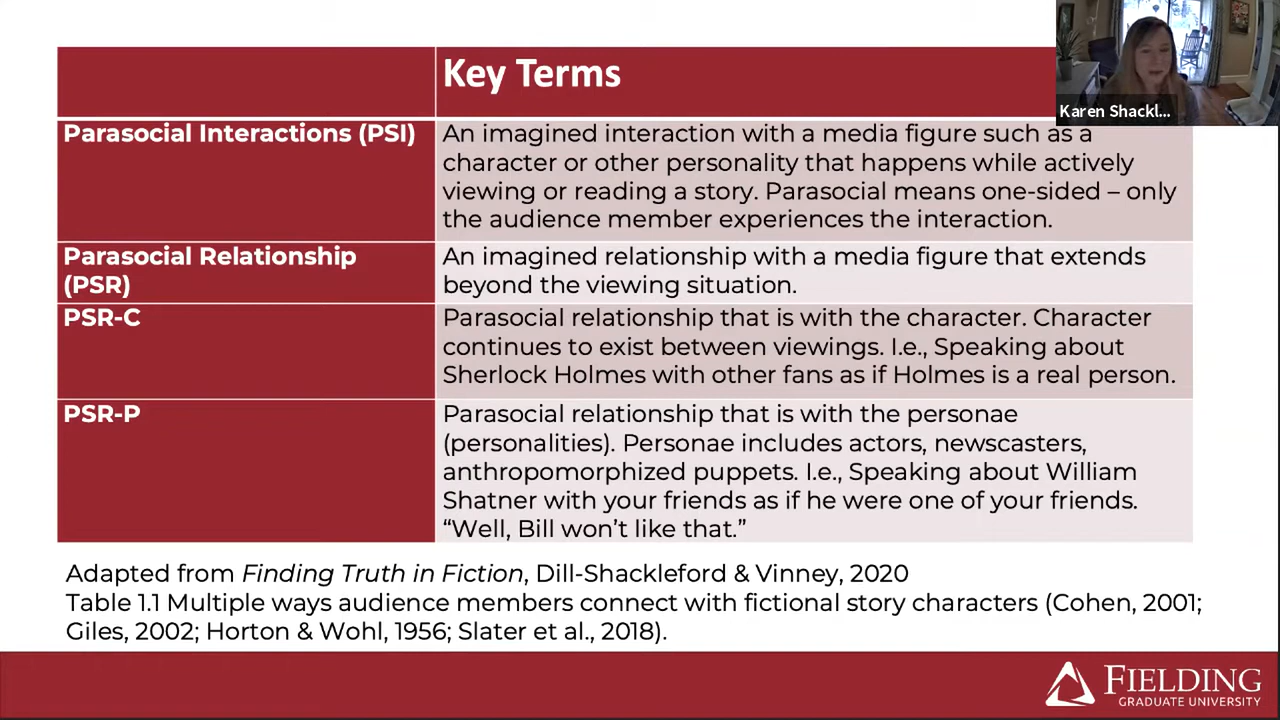 Key Terms
Karen Shackl...
Parasocial Interactions (PSI)
An imagined interaction with a media figure such as a
character or other personality that happens while actively
viewing or reading a story. Parasocial means one-sided – only
the audience member experiences the interaction.
Parasocial Relationship
(PSR)
An imagined relationship with a media figure that extends
beyond the viewing situation.
PSR-C
Parasocial relationship that is with the character. Character
continues to exist between viewings. I.e., Speaking about
Sherlock Holmes with other fans as if Holmes is a real person.
PSR-P
Parasocial relationship that is with the personae
(personalities). Personae includes actors, newscasters,
anthropomorphized puppets. I.e., Speaking about William
Shatner with your friends as if he were one of your friends.
“Well, Bill won’t like that.”
Adapted from Finding Truth in Fiction, Dill-Shackleford & Vinney, 2020
Table 1.1 Multiple ways audience members connect with fictional story characters (Cohen, 2001;
Giles, 2002; Horton & Wohl, 1956; Slater et al., 2018).
FIELDING
GRADUATE UNIVERSITY